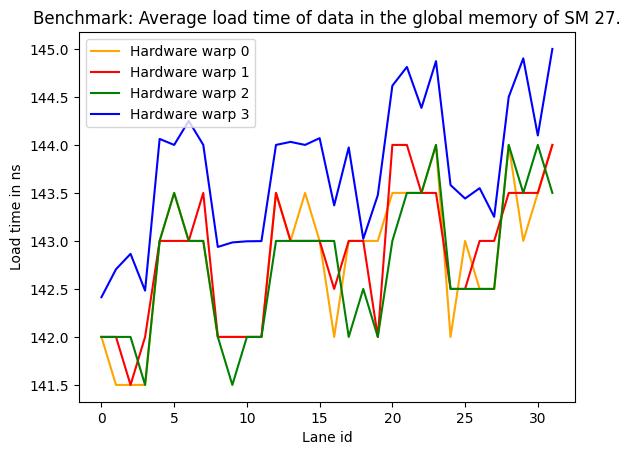 Benchmark: Average load time of data in the global memory of SM 27.
145.0
144.5
144.0
143.5
143.0
142.5
142.0
141.5
Load time in ns
Hardware warp 0
Hardware warp 1
Hardware warp 2
Hardware warp 3
0 5 10 15 20 25 30
Lane id